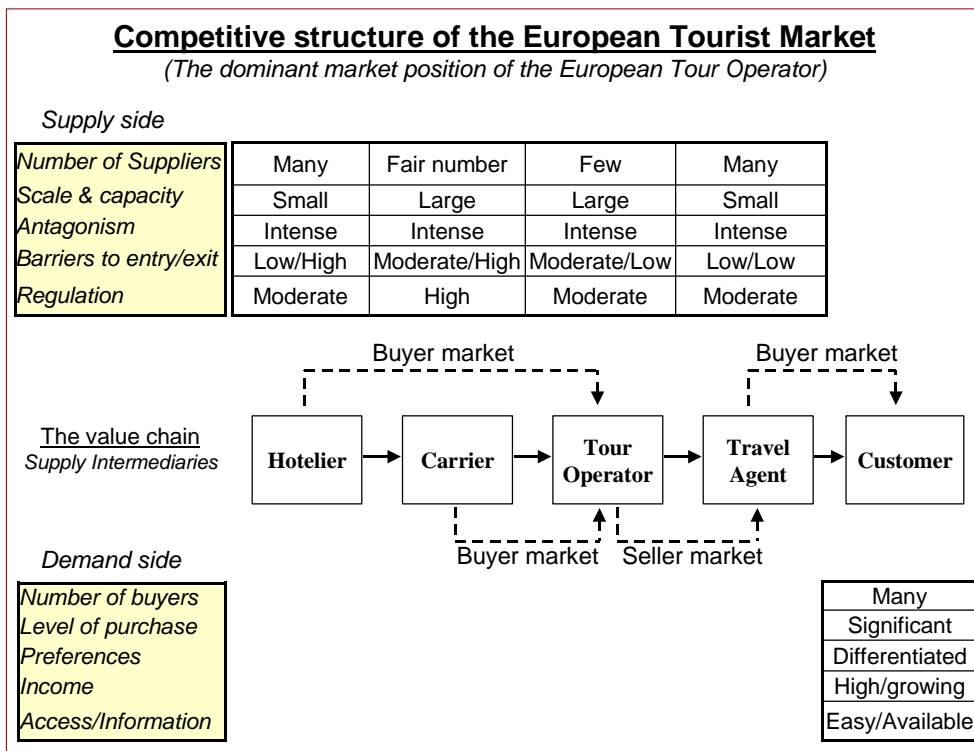 Competitive structure of the European Tourist Market
(The dominant market position of the European Tour Operator)
Supply side
Number of Suppliers Many Fair number Few Many
Scale & capacity Small Large Large Small
Antagonism Intense Intense Intense Intense
Barriers to entry/exit Low/High Moderate/High Moderate/Low Low/Low
Regulation Moderate High Moderate Moderate
Buyer market Buyer market
The value chain
Supply Intermediaries
Hotelier Carrier Tour Operator Travel Agent Customer
Buyer market Seller market
Demand side
Number of buyers Many
Level of purchase Significant
Preferences Differentiated
Income High/growing
Access/Information Easy/Available